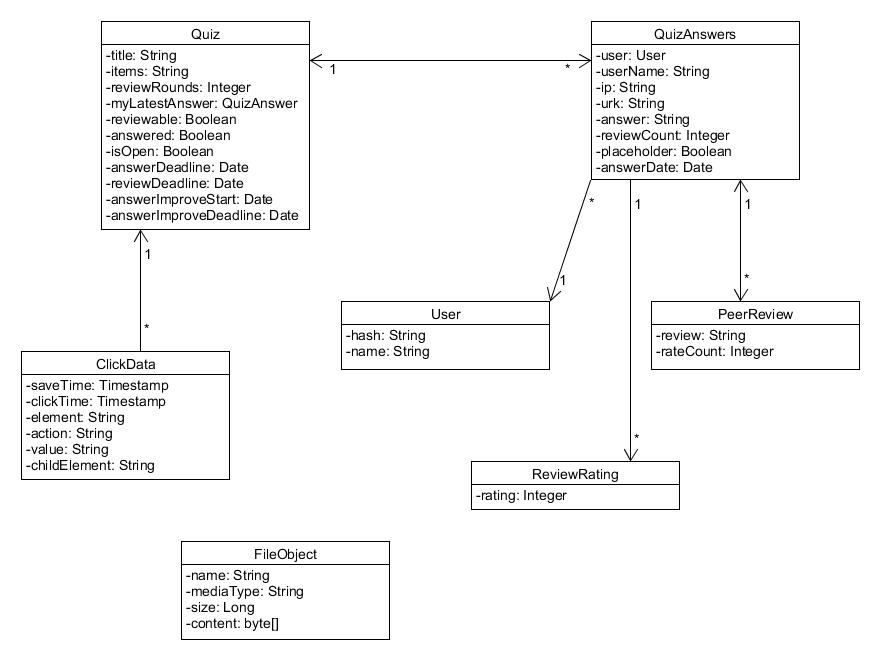 Quiz
-title: String
-items: String
-reviewRounds: Integer
-myLatestAnswer: QuizAnswer
-reviewable: Boolean
-answered: Boolean
-isOpen: Boolean
-answerDeadline: Date
-reviewDeadline: Date
-answerImproveStart: Date
-answerImproveDeadline: Date
1
*
QuizAnswers
-user: User
-userName: String
-ip: String
-urk: String
-answer: String
-reviewCount: Integer
-placeholder: Boolean
-answerDate: Date
*
1
1
1
*
1
*
*
1
*
User
-hash: String
-name: String
PeerReview
-review: String
-rateCount: Integer
ClickData
-saveTime: Timestamp
-clickTime: Timestamp
-element: String
-action: String
-value: String
-childElement: String
ReviewRating
-rating: Integer
FileObject
-name: String
-mediaType: String
-size: Long
-content: byte[]